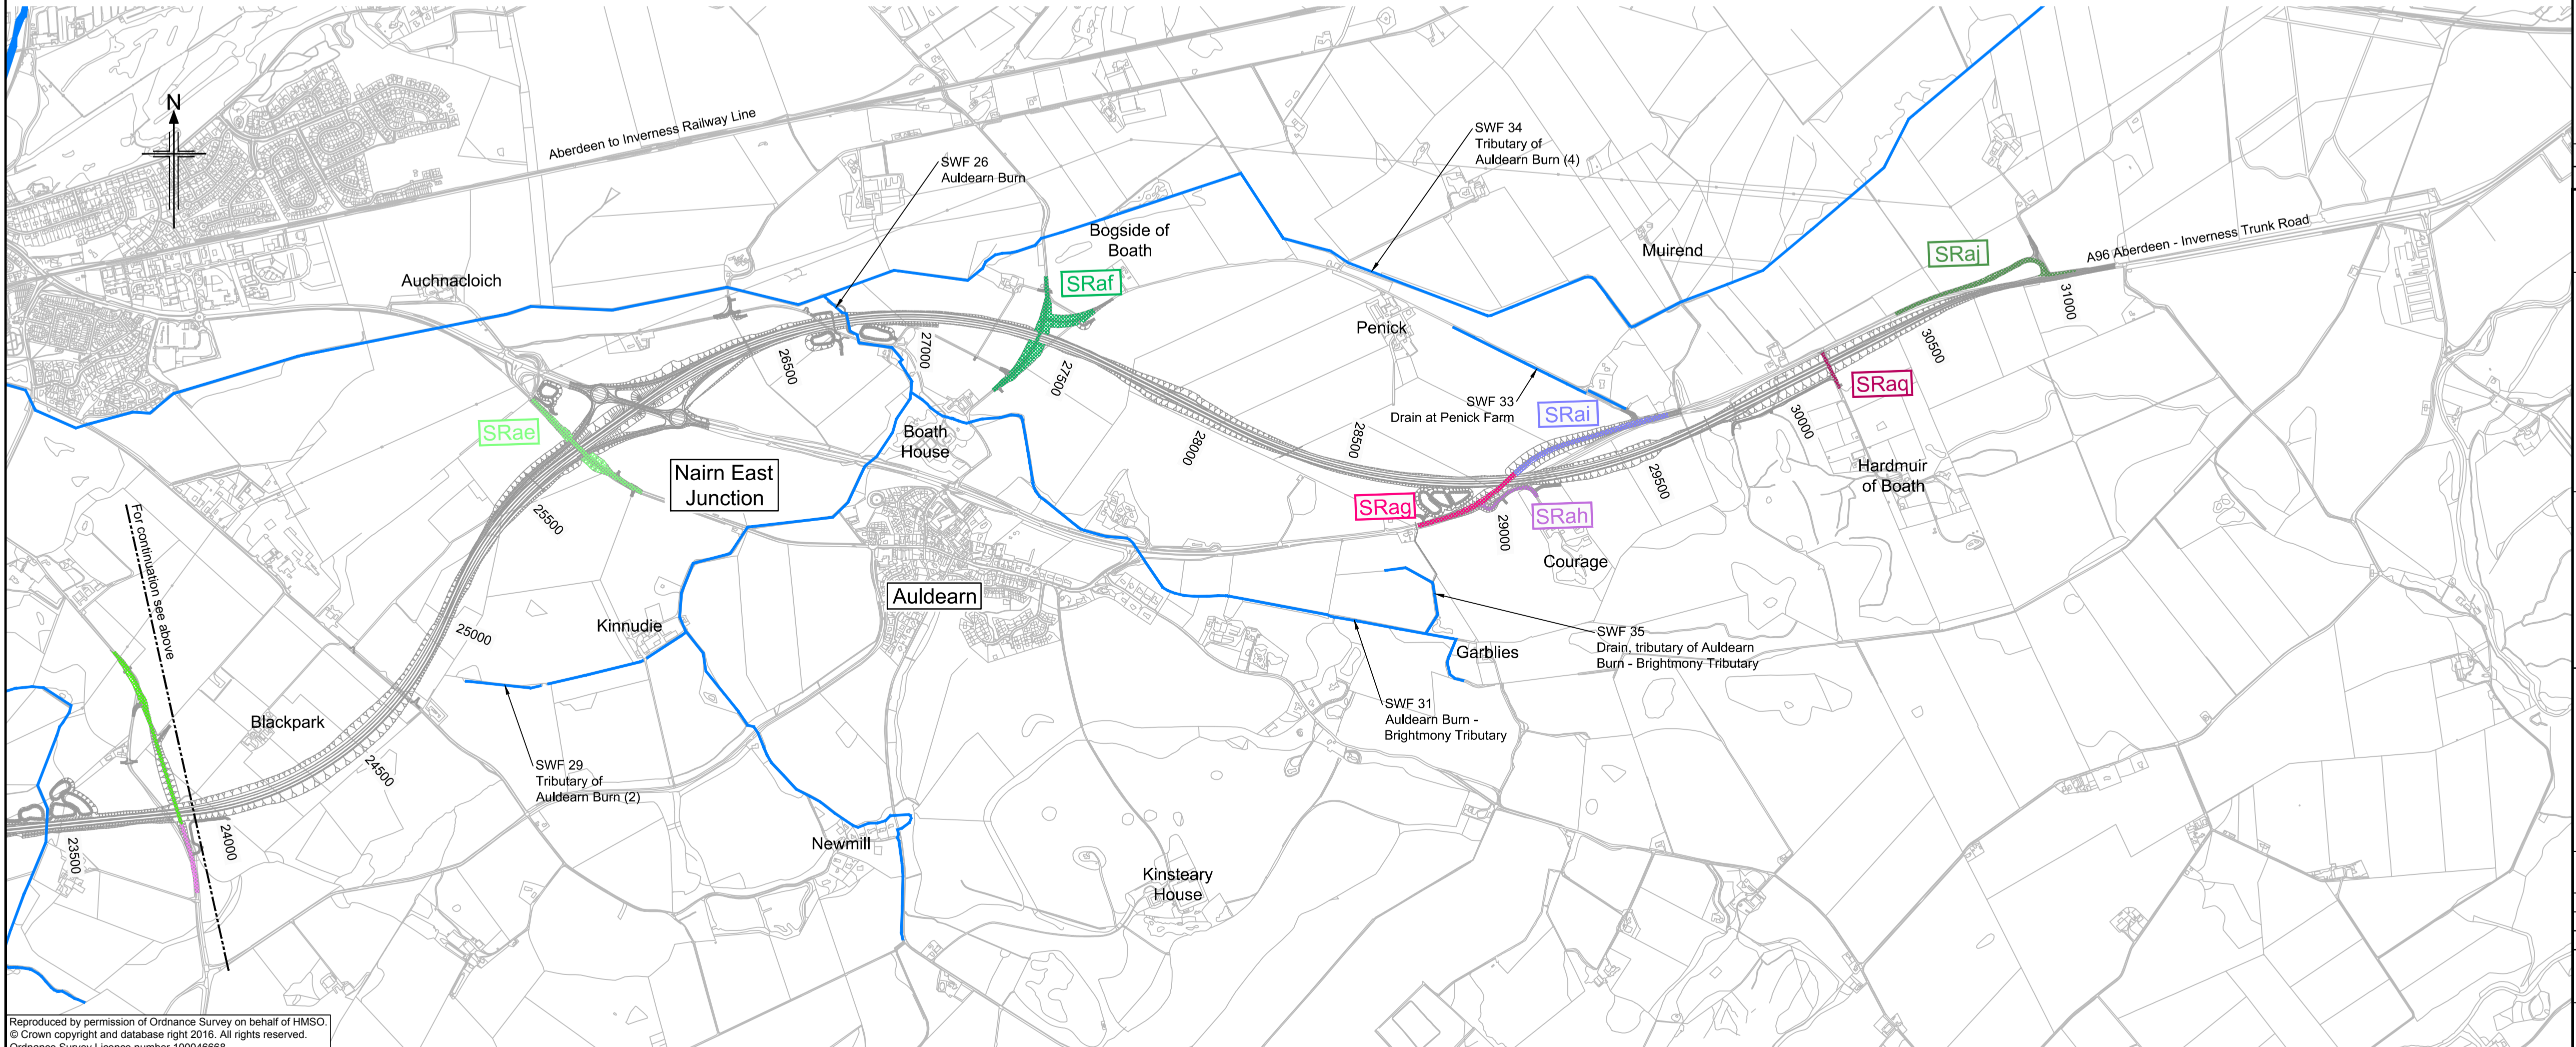 N
Aberdeen to Inverness Railway Line
SWF 26
Auldearn Burn
SWF 34
Tributary of
Auldearn Burn (4)
Bogside of
Boath
Muirend
A96 Aberdeen - Inverness Trunk Road
SRaj
31000
30500
Auchnacloich
SRaf
Penick
26500
27000
27500
SRaq
30000
SWF 33
Drain at Penick Farm
SRai
SRae
Boath
House
28000
28500
29500
Hardmuir
of Boath
Nairn East
Junction
SRag
SRah
29000
25500
Courage
For continuation see above
Auldearn
25000
Kinnudie
SWF 35
Drain, tributary of Auldearn
Burn - Brightmony Tributary
Garblies
SWF 31
Auldearn Burn -
Brightmony Tributary
Blackpark
24500
SWF 29
Tributary of
Auldearn Burn (2)
23500
24000
Newmill
Kinsteary
House
Reproduced by permission of Ordnance Survey on behalf of HMSO.
© Crown copyright and database right 2016. All rights reserved.
Ordnance Survey Licence number 100046668